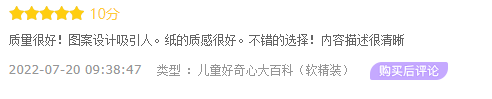 10分
质量很好！图案设计吸引人。纸的质感很好。不错的选择！内容描述很清晰
2022-07-20 09:38:47 类型：儿童好奇心大百科（软精装） 购买后评论